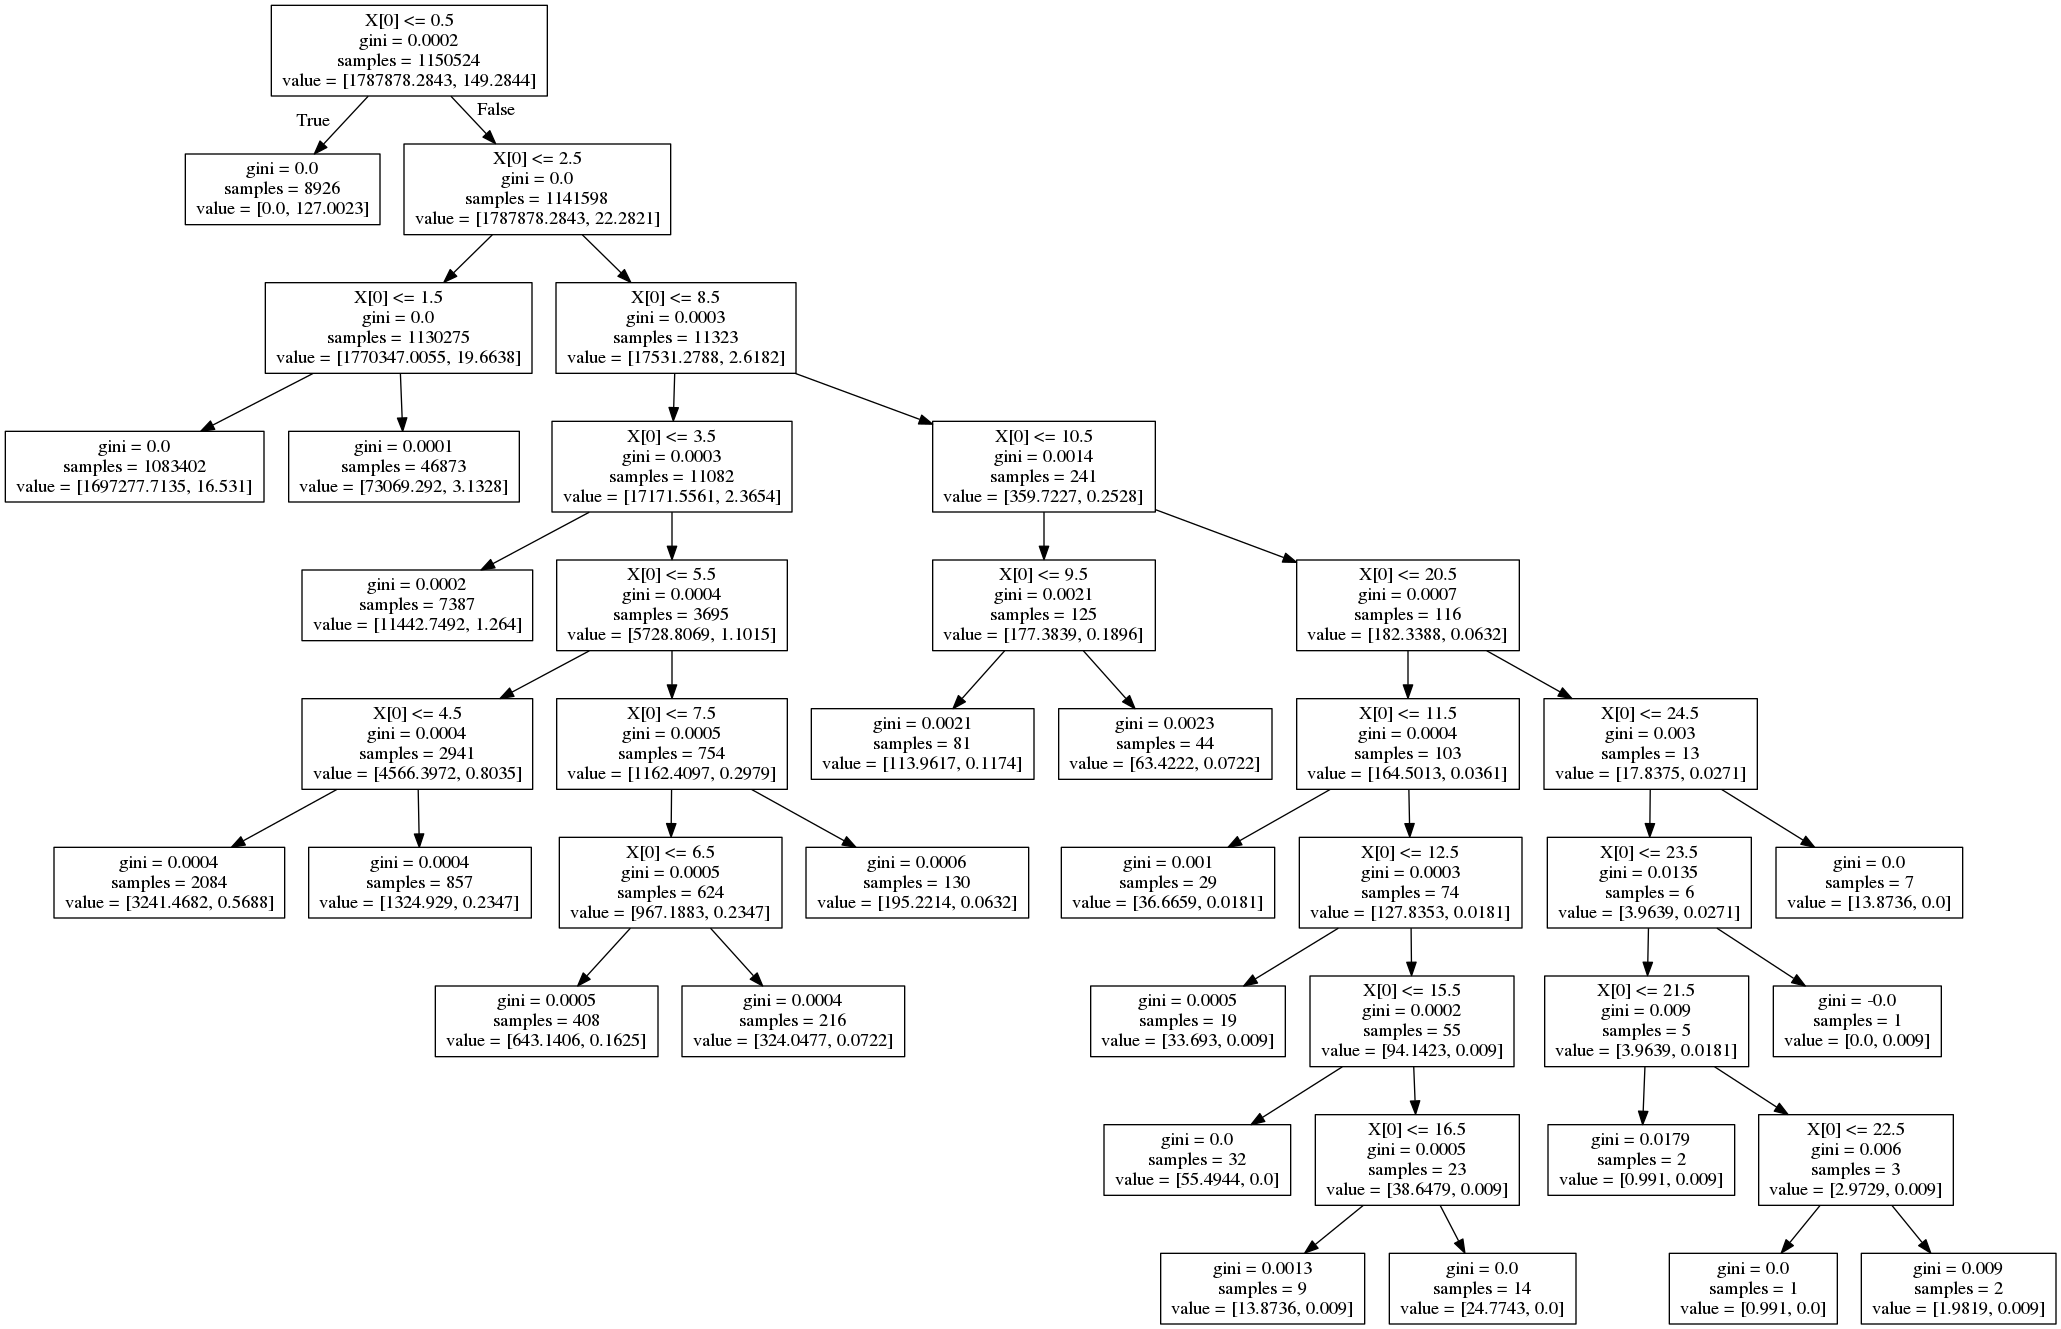 X[0] <= 0.5
gini = 0.0002
samples = 1150524
value = [1787878.2843, 149.2844]
True
False
gini = 0.0
samples = 8926
value = [0.0, 127.0023]
X[0] <= 2.5
gini = 0.0
samples = 1141598
value = [1787878.2843, 22.2821]
X[0] <= 1.5
gini = 0.0
samples = 1130275
value = [1770347.0055, 19.6638]
X[0] <= 8.5
gini = 0.0003
samples = 11323
value = [17531.2788, 2.6182]
gini = 0.0
samples = 1083402
value = [1697277.7135, 16.531]
gini = 0.0001
samples = 46873
value = [73069.292, 3.1328]
X[0] <= 3.5
gini = 0.0003
samples = 11082
value = [17171.5561, 2.3654]
X[0] <= 10.5
gini = 0.0014
samples = 241
value = [359.7227, 0.2528]
gini = 0.0002
samples = 7387
value = [11442.7492, 1.264]
X[0] <= 5.5
gini = 0.0004
samples = 3695
value = [5728.8069, 1.1015]
X[0] <= 9.5
gini = 0.0021
samples = 125
value = [177.3839, 0.1896]
X[0] <= 20.5
gini = 0.0007
samples = 116
value = [182.3388, 0.0632]
X[0] <= 4.5
gini = 0.0004
samples = 2941
value = [4566.3972, 0.8035]
X[0] <= 7.5
gini = 0.0005
samples = 754
value = [1162.4097, 0.2979]
gini = 0.0021
samples = 81
value = [113.9617, 0.1174]
gini = 0.0023
samples = 44
value = [63.4222, 0.0722]
X[0] <= 11.5
gini = 0.0004
samples = 103
value = [164.5013, 0.0361]
X[0] <= 24.5
gini = 0.003
samples = 13
value = [17.8375, 0.0271]
gini = 0.0004
samples = 2084
value = [3241.4682, 0.5688]
gini = 0.0004
samples = 857
value = [1324.929, 0.2347]
X[0] <= 6.5
gini = 0.0005
samples = 624
value = [967.1883, 0.2347]
gini = 0.0006
samples = 130
value = [195.2214, 0.0632]
gini = 0.001
samples = 29
value = [36.6659, 0.0181]
X[0] <= 12.5
gini = 0.0003
samples = 74
value = [127.8353, 0.0181]
X[0] <= 23.5
gini = 0.0135
samples = 6
value = [3.9639, 0.0271]
gini = 0.0
samples = 7
value = [13.8736, 0.0]
gini = 0.0005
samples = 408
value = [643.1406, 0.1625]
gini = 0.0004
samples = 216
value = [324.0477, 0.0722]
gini = 0.0005
samples = 19
value = [33.693, 0.009]
X[0] <= 15.5
gini = 0.0002
samples = 55
value = [94.1423, 0.009]
X[0] <= 21.5
gini = 0.009
samples = 5
value = [3.9639, 0.0181]
gini = -0.0
samples = 1
value = [0.0, 0.009]
gini = 0.0
samples = 32
value = [55.4944, 0.0]
X[0] <= 16.5
gini = 0.0005
samples = 23
value = [38.6479, 0.009]
gini = 0.0179
samples = 2
value = [0.991, 0.009]
X[0] <= 22.5
gini = 0.006
samples = 3
value = [2.9729, 0.009]
gini = 0.0013
samples = 9
value = [13.8736, 0.009]
gini = 0.0
samples = 14
value = [24.7743, 0.0]
gini = 0.0
samples = 1
value = [0.991, 0.0]
gini = 0.009
samples = 2
value = [1.9819, 0.009]